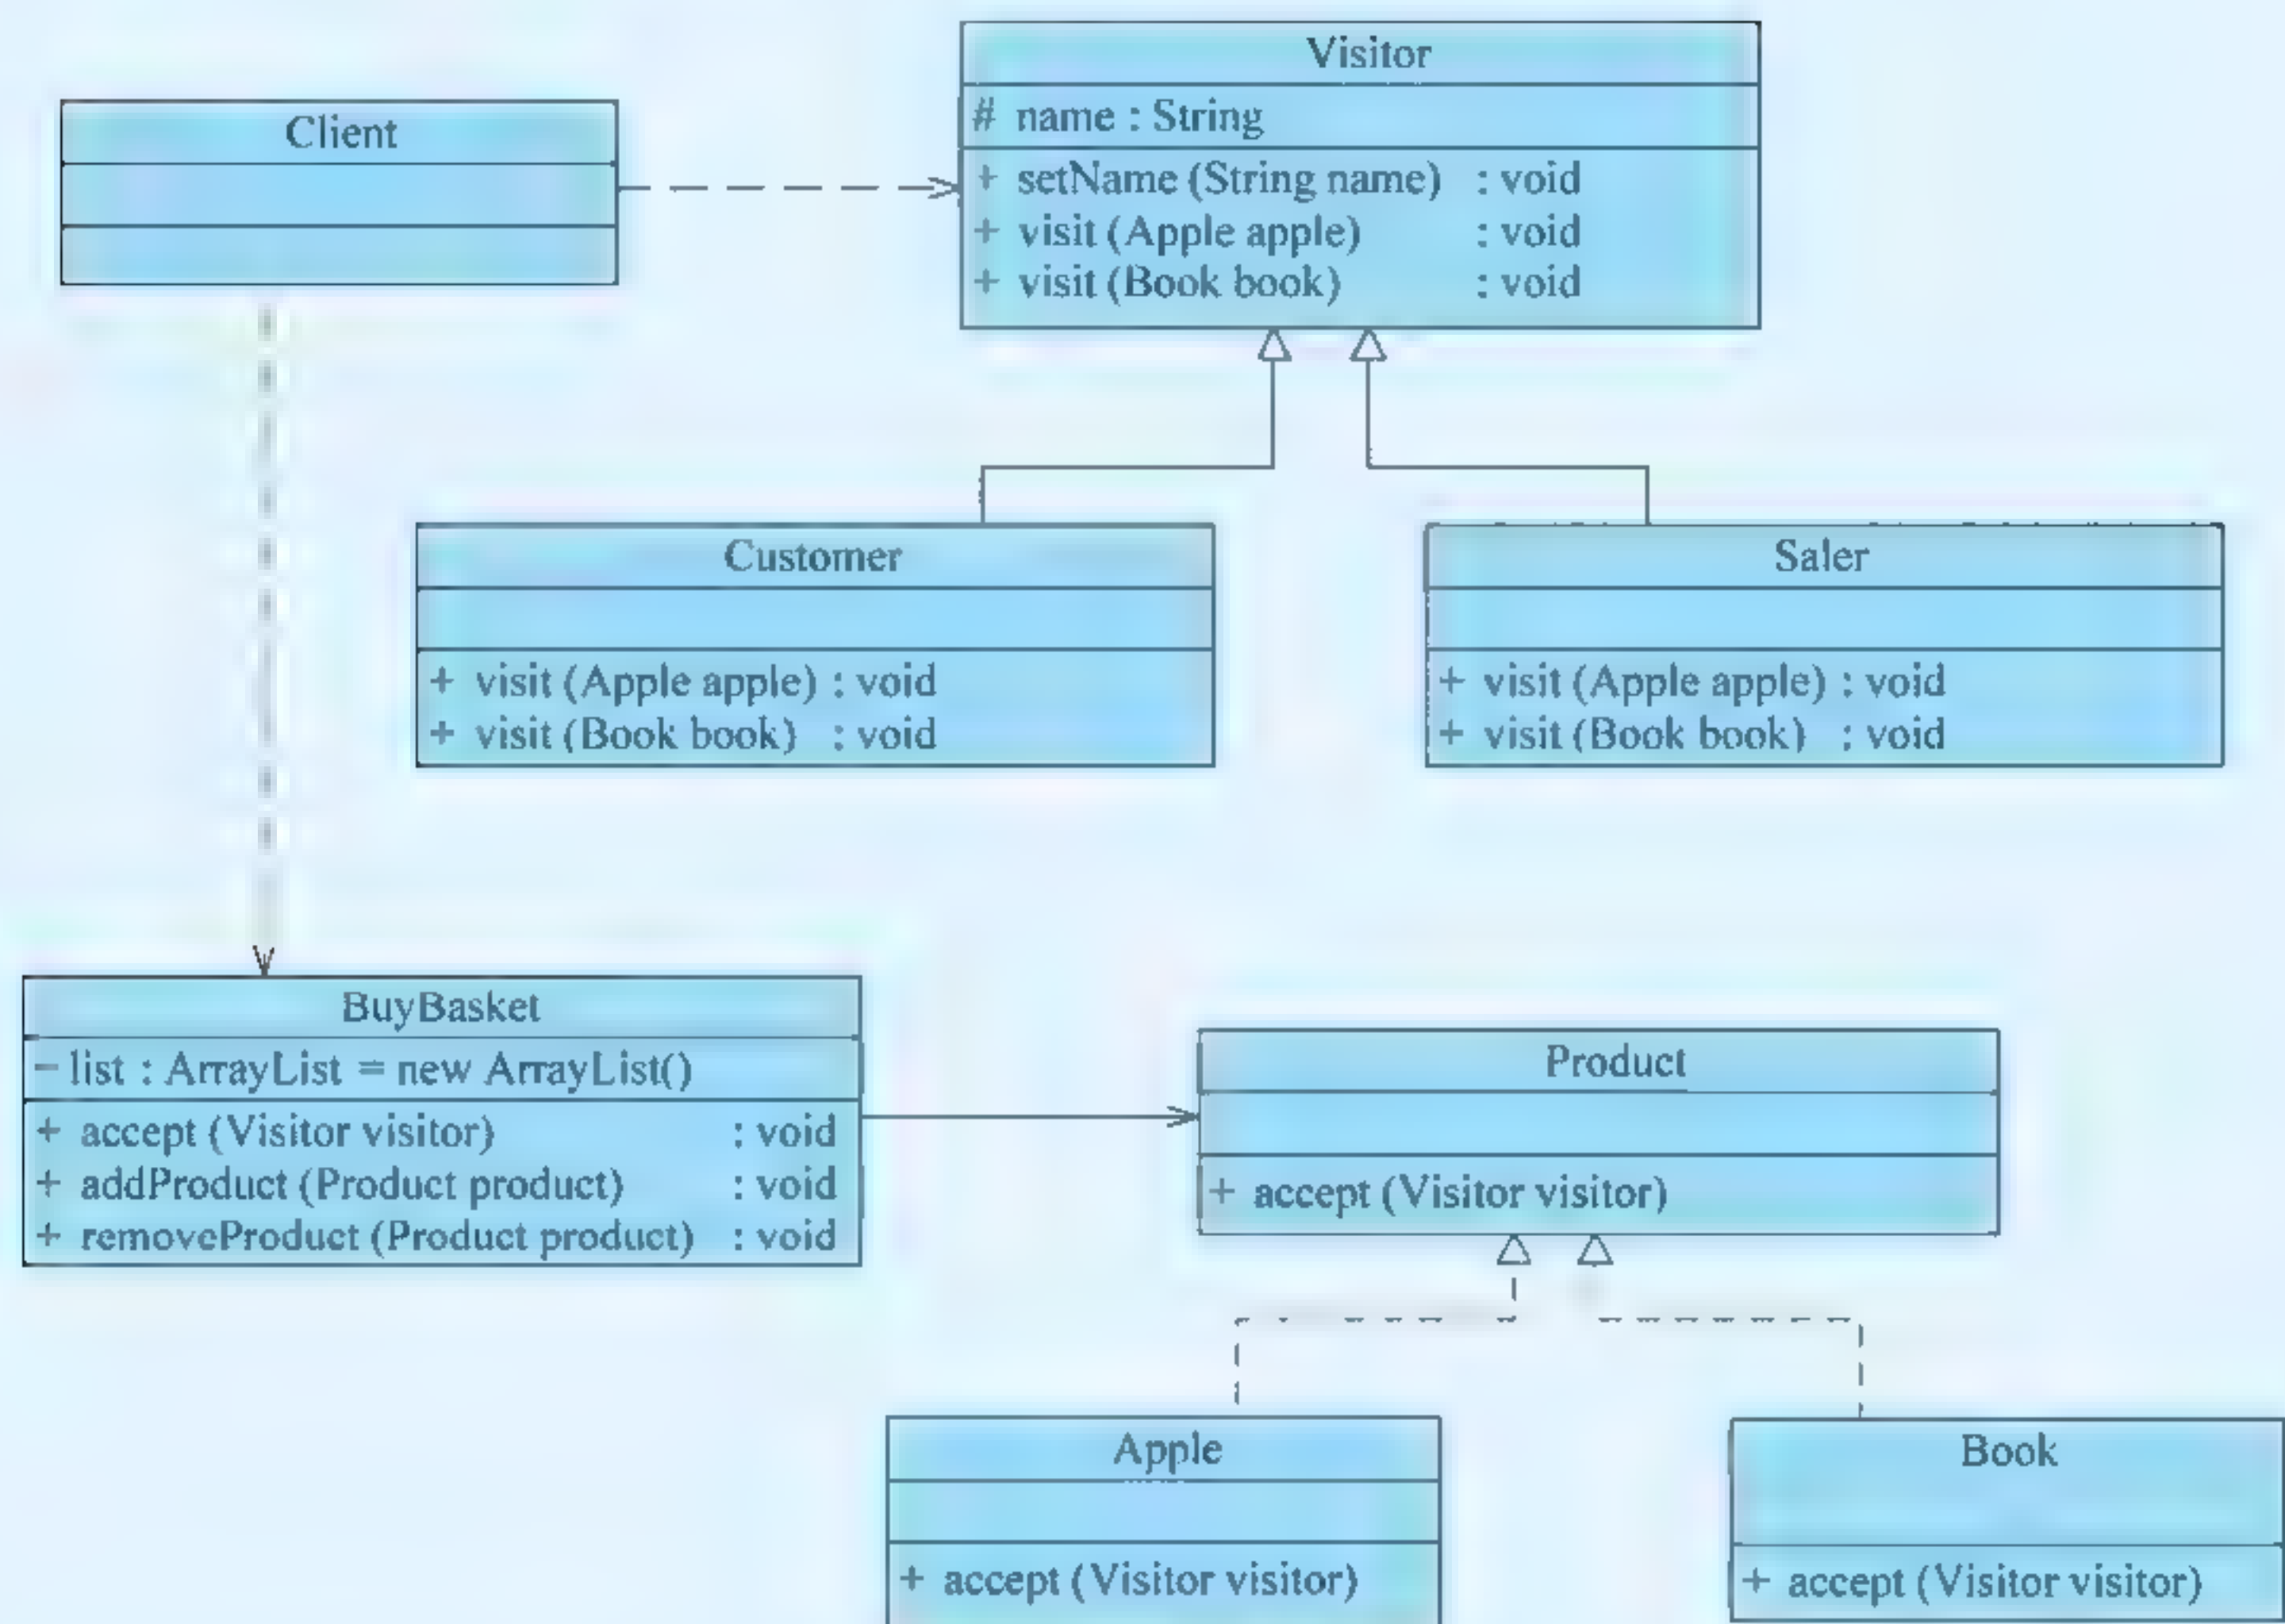 Client
Visitor
# name : String
+ setName (String name) : void
+ visit (Apple apple) : void
+ visit (Book book) : void
Customer
+ visit (Apple apple) : void
+ visit (Book book) : void
Saler
+ visit (Apple apple) : void
+ visit (Book book) : void
BuyBasket
- list : ArrayList = new ArrayList()
+ accept (Visitor visitor) : void
+ addProduct (Product product) : void
+ removeProduct (Product product) : void
Product
+ accept (Visitor visitor)
Apple
+ accept (Visitor visitor)
Book
+ accept (Visitor visitor)